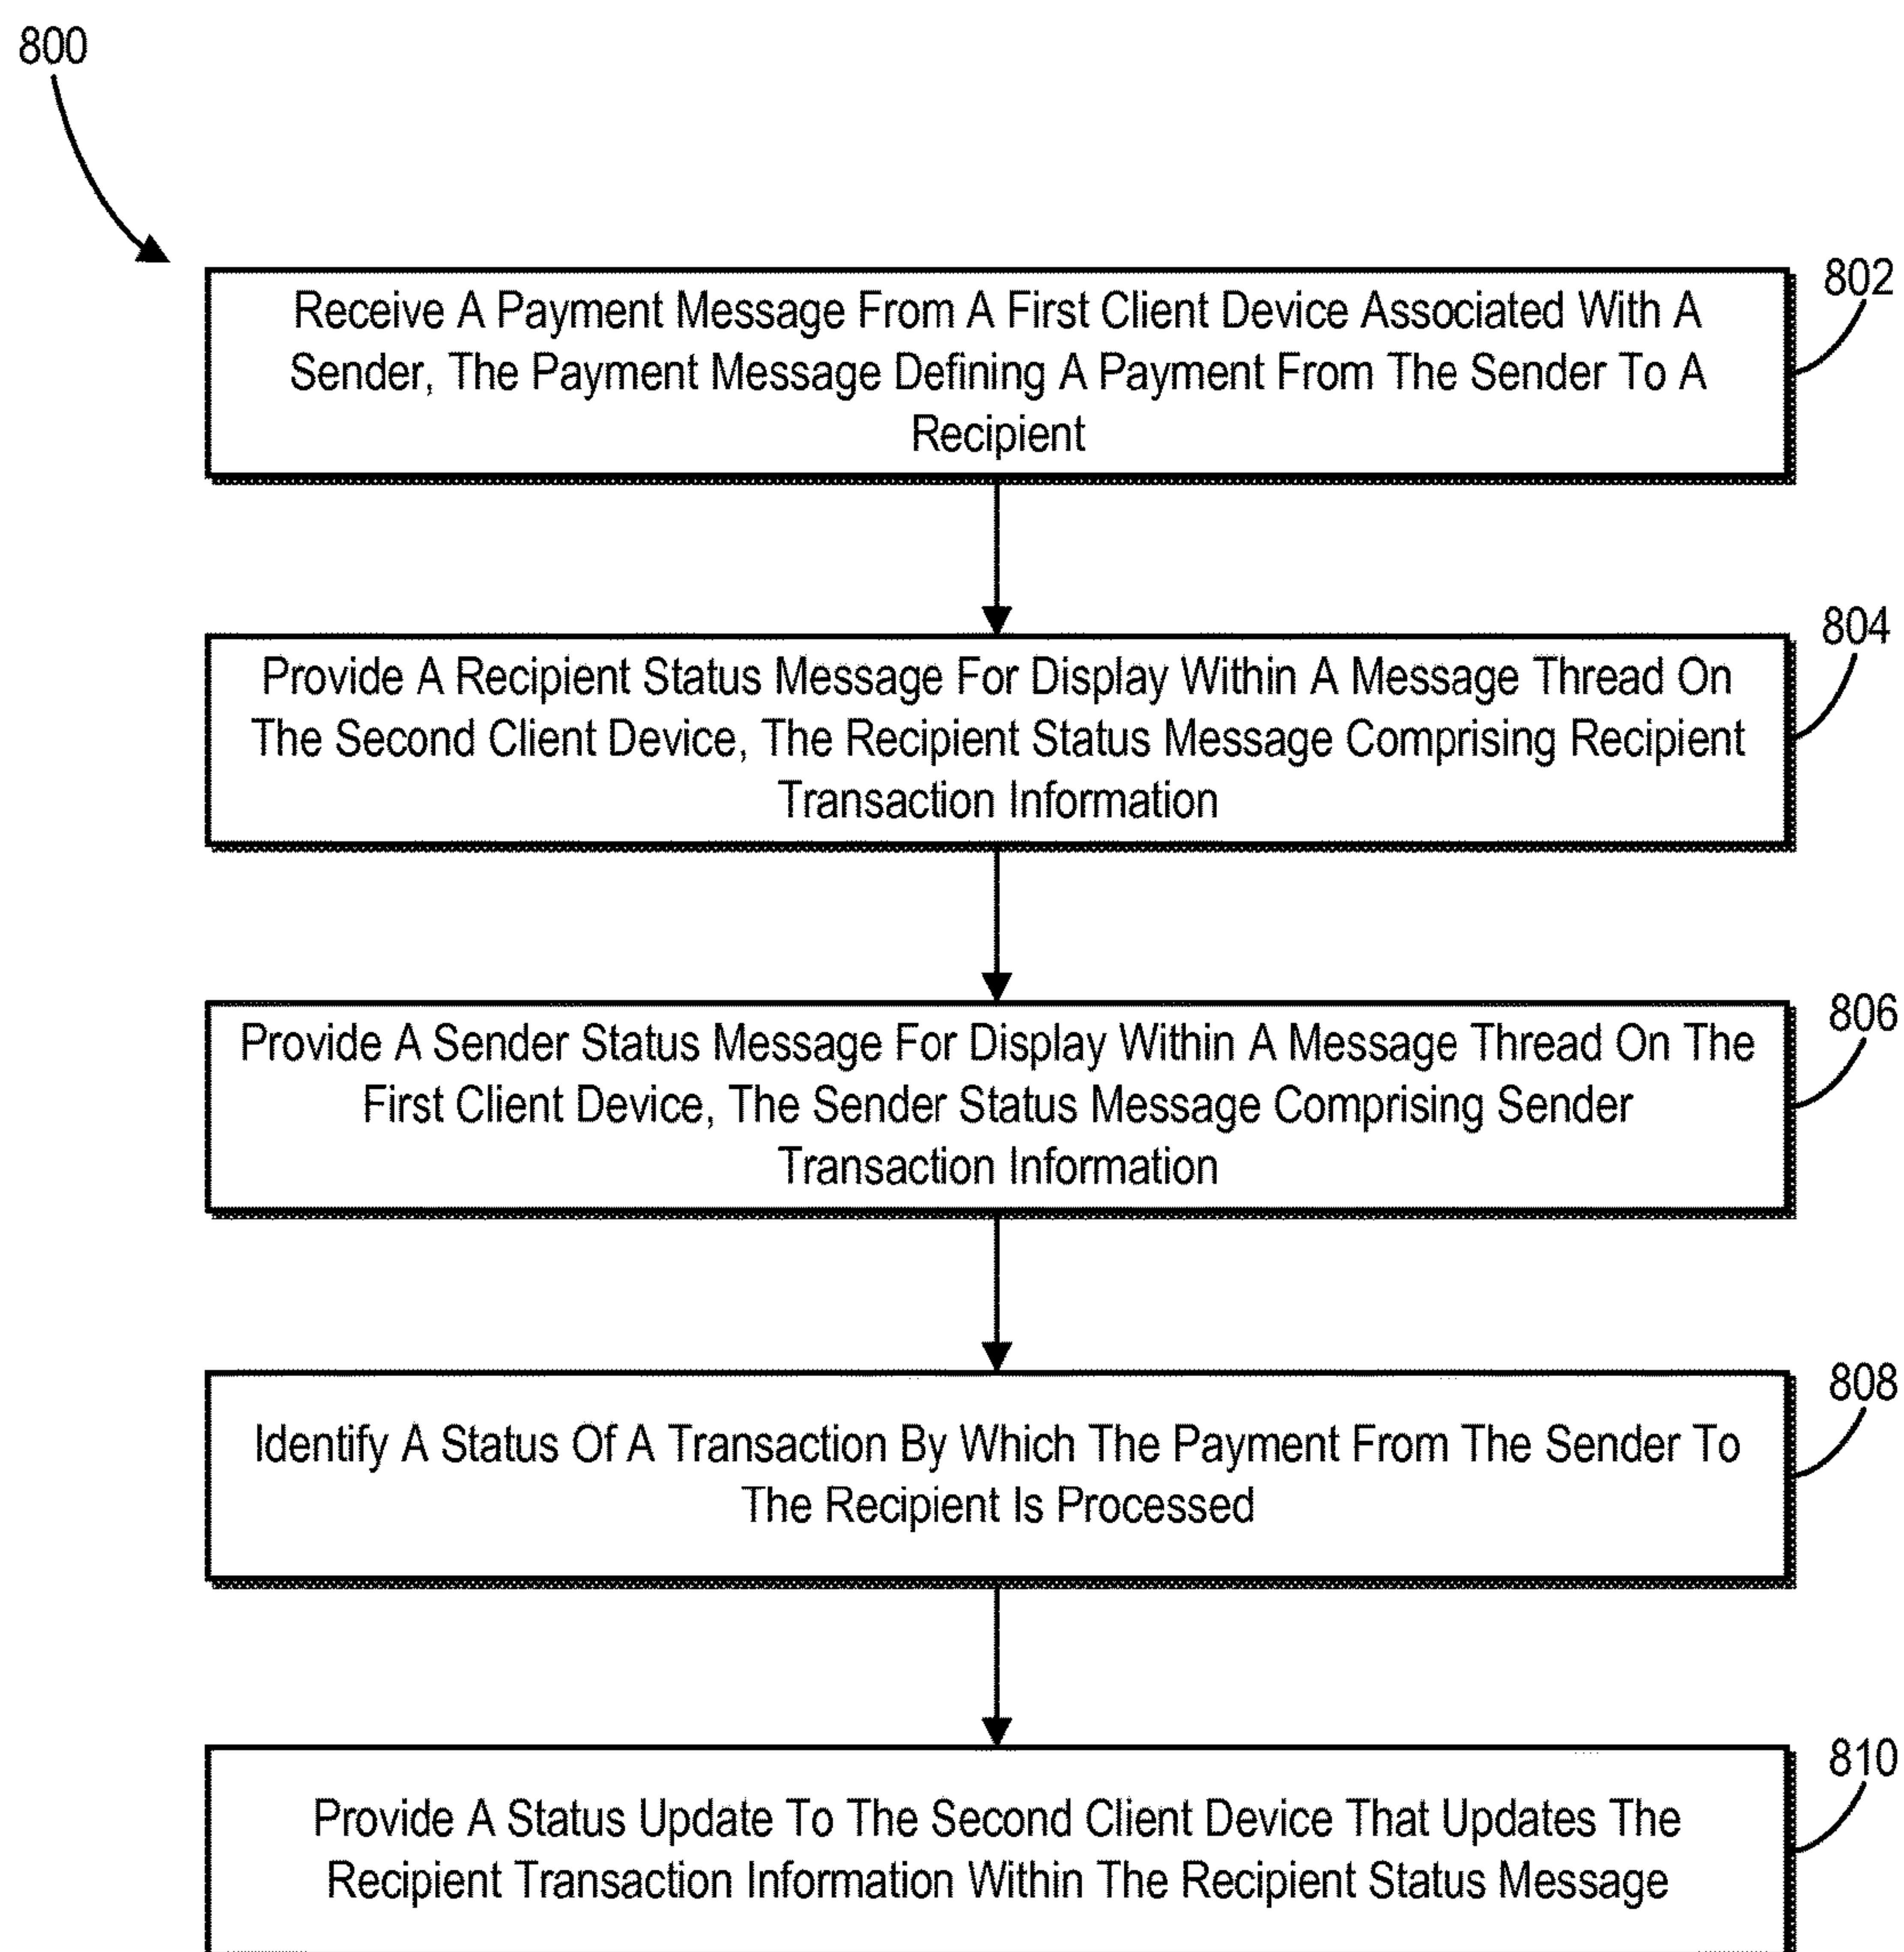 800
802
Receive A Payment Message From A First Client Device Associated With A
Sender, The Payment Message Defining A Payment From The Sender To A
Recipient
804
Provide A Recipient Status Message For Display Within A Message Thread On
The Second Client Device, The Recipient Status Message Comprising Recipient
Transaction Information
806
Provide A Sender Status Message For Display Within A Message Thread On The
First Client Device, The Sender Status Message Comprising Sender
Transaction Information
808
Identify A Status Of A Transaction By Which The Payment From The Sender To
The Recipient Is Processed
810
Provide A Status Update To The Second Client Device That Updates The
Recipient Transaction Information Within The Recipient Status Message